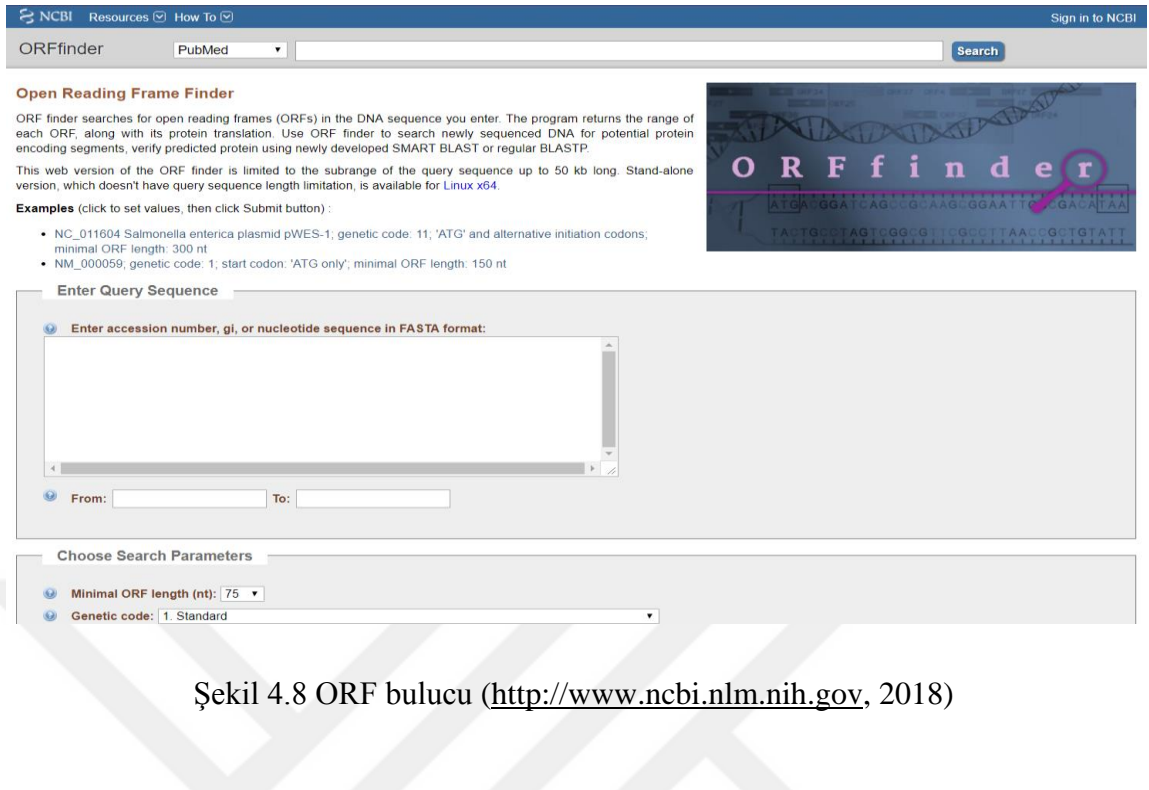 NCBI Resources How To Sign in to NCBI
ORFfinder PubMed Search
Open Reading Frame Finder
ORF finder searches for open reading frames (ORFs) in the DNA sequence you enter. The program returns the range of
each ORF, along with its protein translation. Use ORF finder to search newly sequenced DNA for potential protein
encoding segments, verify predicted protein using newly developed SMART BLAST or regular BLASTP.
This web version of the ORF finder is limited to the subrange of the query sequence up to 50 kb long. Stand-alone
version, which doesn't have query sequence length limitation, is available for Linux x64.
Examples (click to set values, then click Submit button) :
• NC_011604 Salmonella enterica plasmid pWES-1; genetic code: 11; 'ATG' and alternative initiation codons;
minimal ORF length: 300 nt
• NM_000059; genetic code: 1; start codon: 'ATG only'; minimal ORF length: 150 nt
ORFfinder
Enter Query Sequence
Enter accession number, gi, or nucleotide sequence in FASTA format:
From: To:
Choose Search Parameters
Minimal ORF length (nt): 75
Genetic code: 1. Standard
Şekil 4.8 ORF bulucu (http://www.ncbi.nlm.nih.gov, 2018)